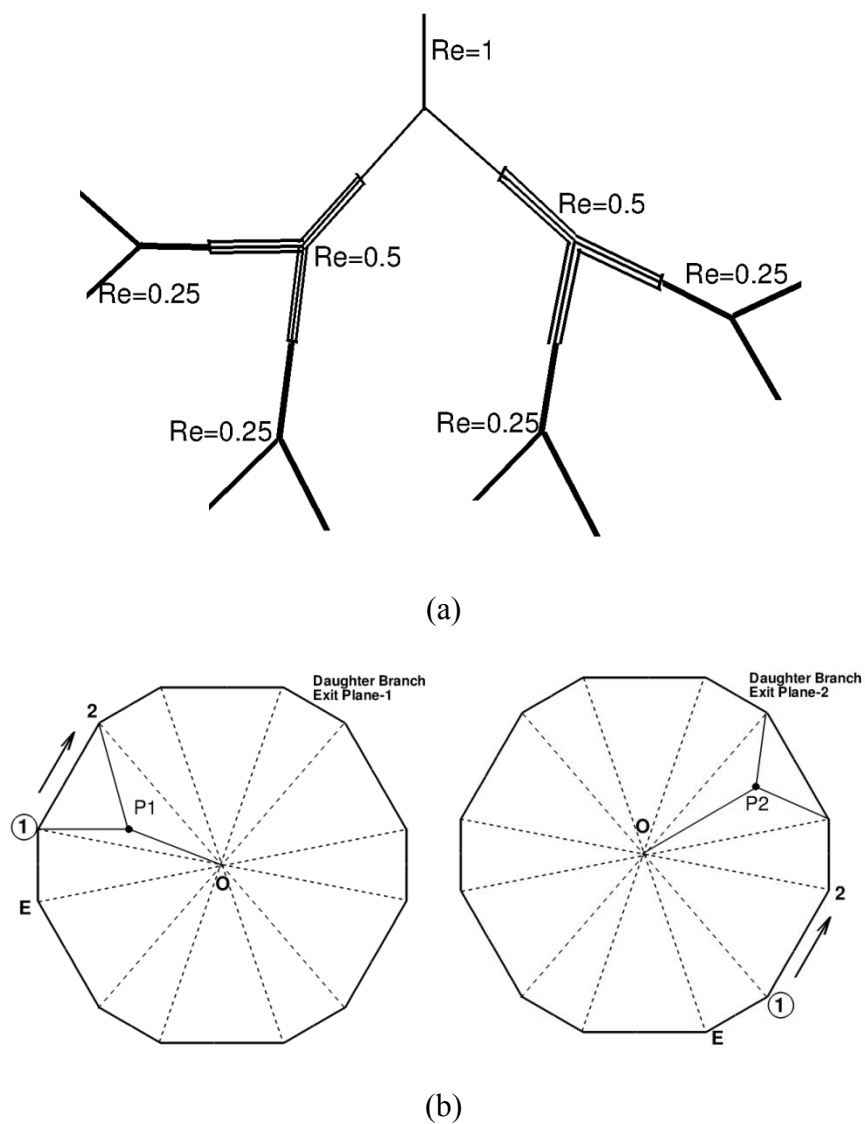 Re=1
Re=0.5
Re=0.5
Re=0.25
Re=0.25
Re=0.25
Re=0.25
(a)
Daughter Branch
Exit Plane-1
2
P1
1
O
E
Daughter Branch
Exit Plane-2
P2
O
2
1
E
(b)